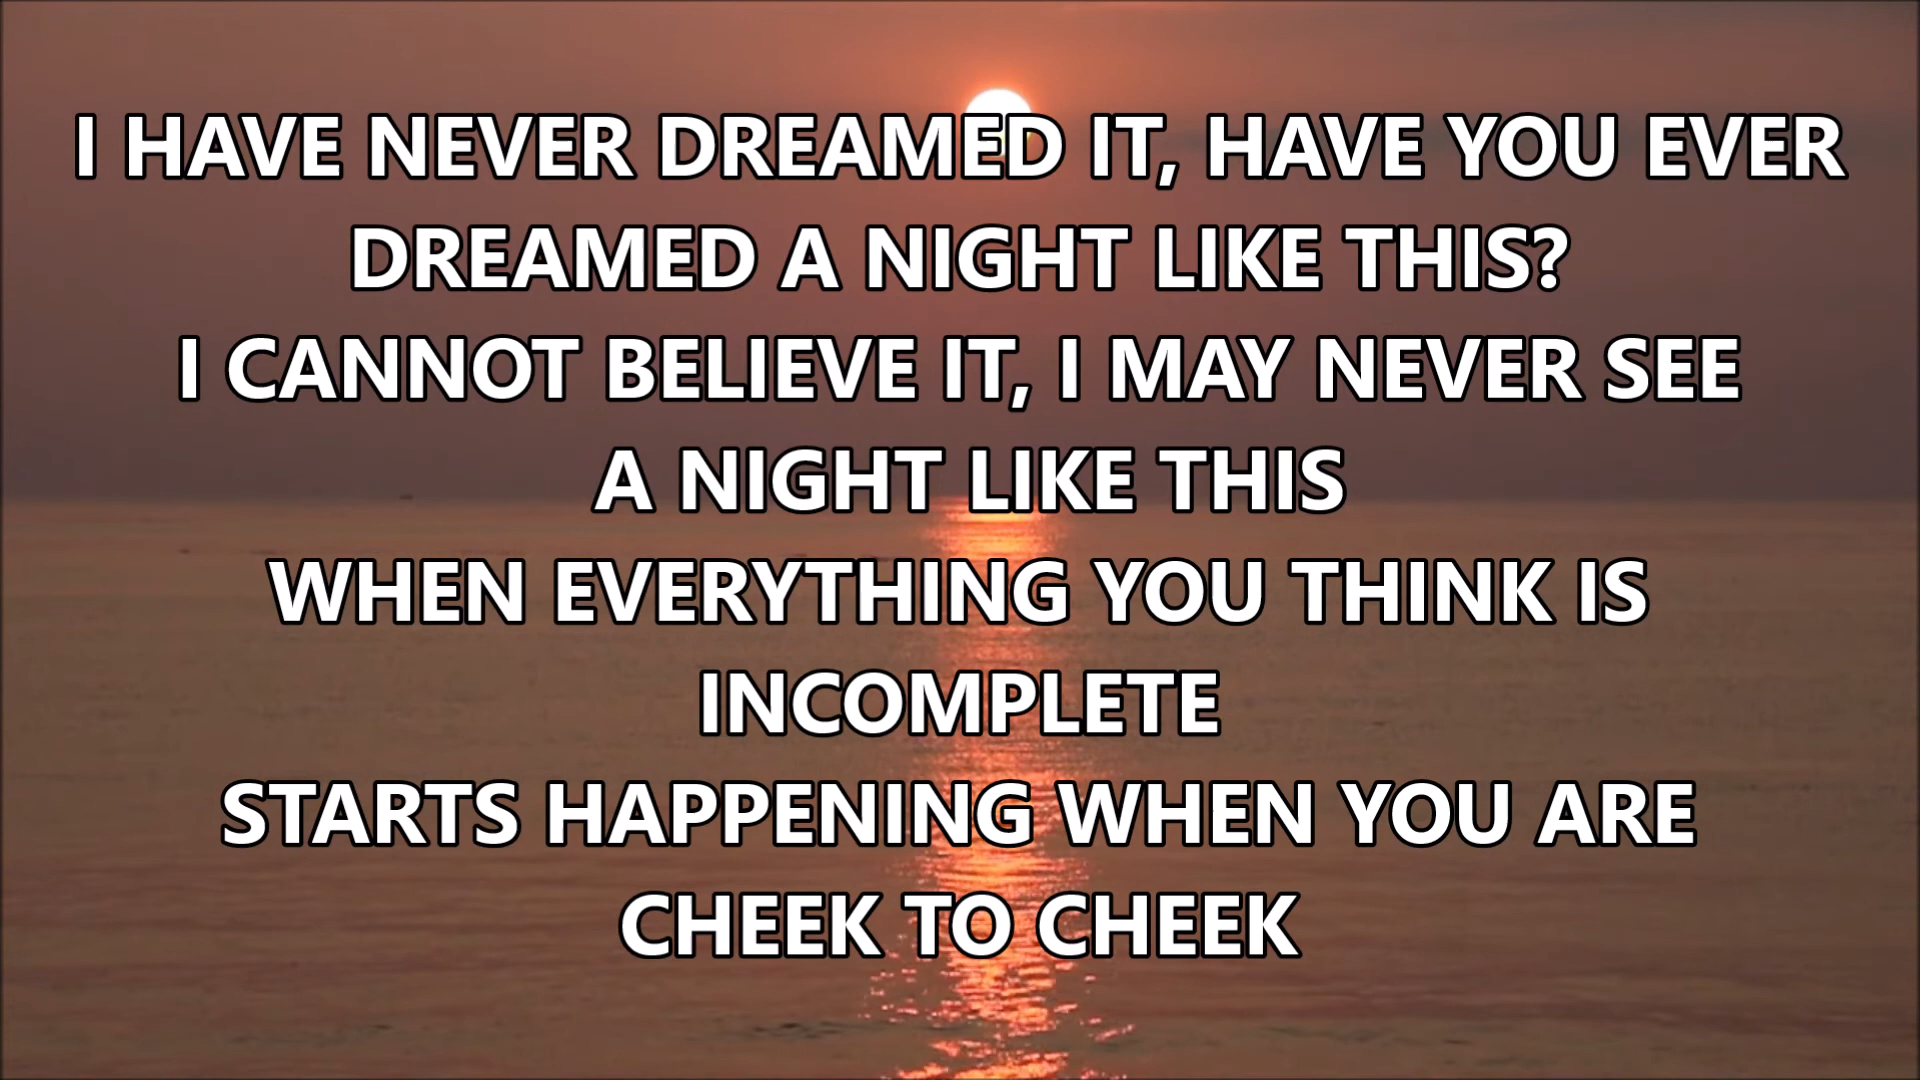 I HAVE NEVER DREAMED IT, HAVE YOU EVER
DREAMED A NIGHT LIKE THIS?
I CANNOT BELIEVE IT, I MAY NEVER SEE
A NIGHT LIKE THIS
WHEN EVERYTHING YOU THINK IS
INCOMPLETE
STARTS HAPPENING WHEN YOU ARE
CHEEK TO CHEEK